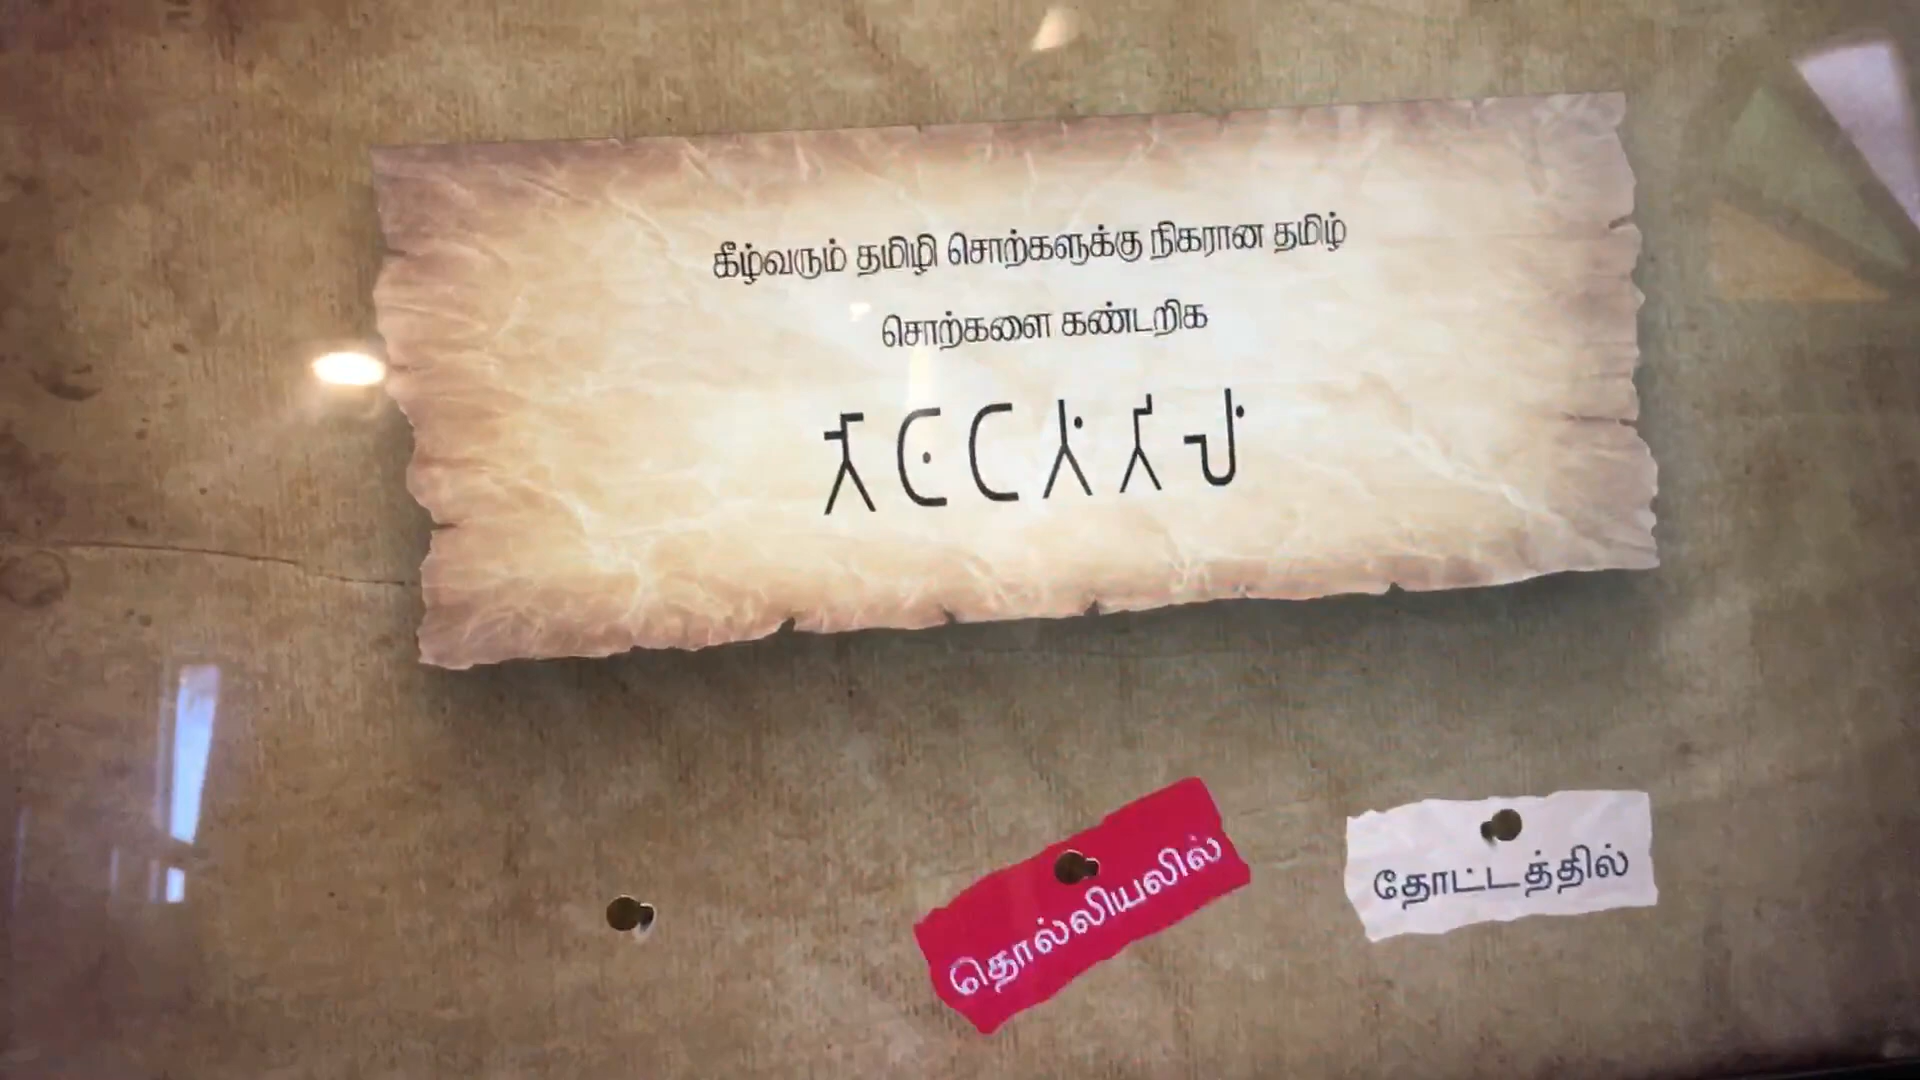 கீழ்வரும் தமிழி சொற்களுக்கு நிகரான தமிழ்
சொற்களை கண்டறிக
𑀢𑁄𑀝𑁆𑀝𑀢𑁆𑀢𑀺𑀮𑁆
தொல்லியலில்
தோட்டத்தில்